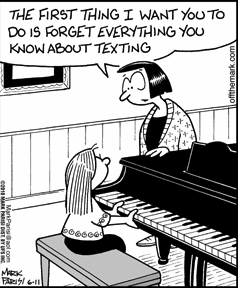 THE FIRST THING I WANT YOU TO
DO IS FORGET EVERYTHING YOU
KNOW ABOUT TEXTING
offthemark.com
MARK
PARISI 6-11